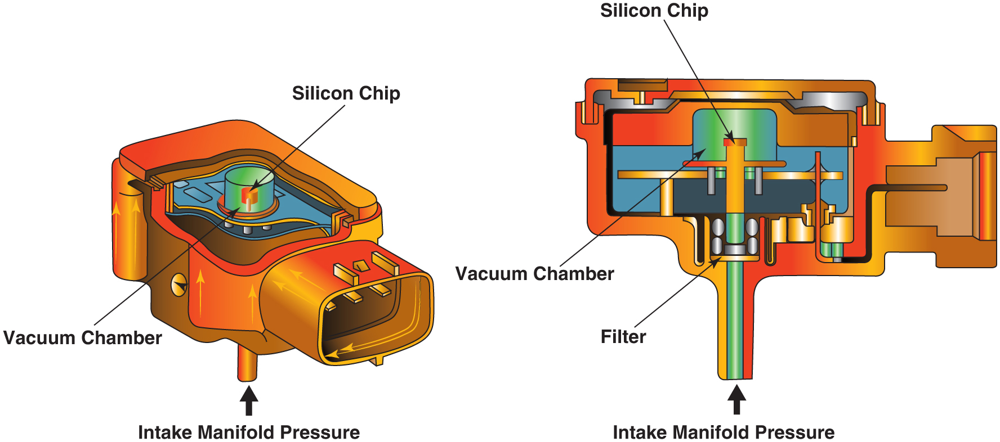 Silicon Chip
Vacuum Chamber
Intake Manifold Pressure
Silicon Chip
Vacuum Chamber
Filter
Intake Manifold Pressure